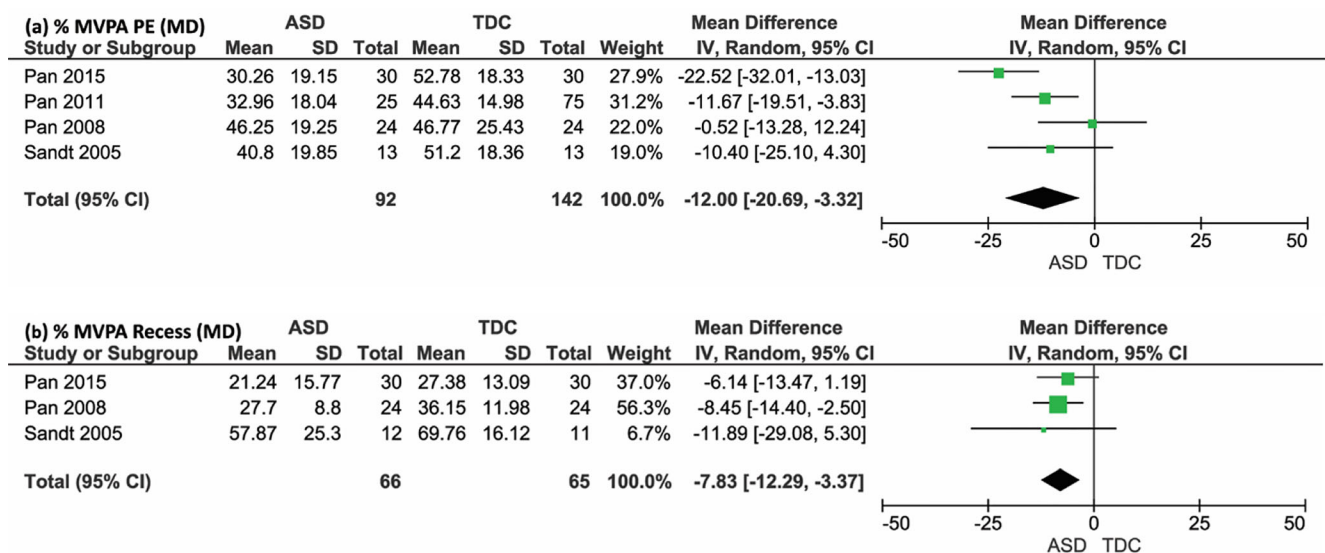 (a) % MVPA PE (MD) ASD TDC Mean Difference Mean Difference
Study or Subgroup Mean SD Total Mean SD Total Weight IV, Random, 95% CI IV, Random, 95% CI
Pan 2015 30.26 19.15 30 52.78 18.33 30 27.9% -22.52 [-32.01, -13.03]
Pan 2011 32.96 18.04 25 44.63 14.98 75 31.2% -11.67 [-19.51, -3.83]
Pan 2008 46.25 19.25 24 46.77 25.43 24 22.0% -0.52 [-13.28, 12.24]
Sandt 2005 40.8 19.85 13 51.2 18.36 13 19.0% -10.40 [-25.10, 4.30]
Total (95% CI) 92 142 100.0% -12.00 [-20.69, -3.32]
-50 -25 0 25 50
ASD TDC
(b) % MVPA Recess (MD) ASD TDC Mean Difference Mean Difference
Study or Subgroup Mean SD Total Mean SD Total Weight IV, Random, 95% CI IV, Random, 95% CI
Pan 2015 21.24 15.77 30 27.38 13.09 30 37.0% -6.14 [-13.47, 1.19]
Pan 2008 27.7 8.8 24 36.15 11.98 24 56.3% -8.45 [-14.40, -2.50]
Sandt 2005 57.87 25.3 12 69.76 16.12 11 6.7% -11.89 [-29.08, 5.30]
Total (95% CI) 66 65 100.0% -7.83 [-12.29, -3.37]
-50 -25 0 25 50
ASD TDC